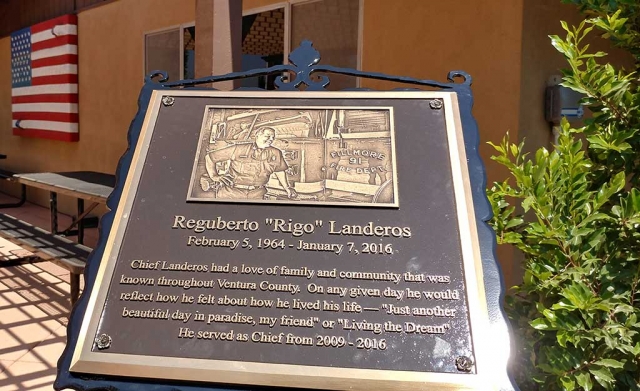 FILLMORE
91
FIRE DEPT.
Reguberto "Rigo" Landeros
February 5, 1964 - January 7, 2016
Chief Landeros had a love of family and community that was
known throughout Ventura County. On any given day he would
reflect how he felt about how he lived his life — "Just another
beautiful day in paradise, my friend" or "Living the Dream"
He served as Chief from 2009 - 2016